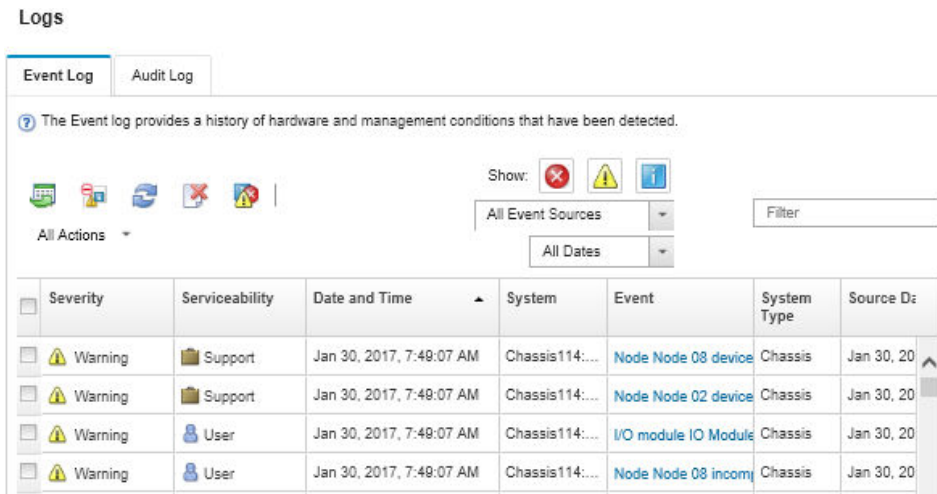 Logs
Event Log Audit Log
The Event log provides a history of hardware and management conditions that have been detected.
Show:
All Event Sources Filter
All Actions
All Dates
Severity Serviceability Date and Time System Event System Type Source Da
Warning Support Jan 30, 2017, 7:49:07 AM Chassis114:... Node Node 08 device Chassis Jan 30, 20
Warning Support Jan 30, 2017, 7:49:07 AM Chassis114:... Node Node 02 device Chassis Jan 30, 20
Warning User Jan 30, 2017, 7:49:07 AM Chassis114:... I/O module IO Module Chassis Jan 30, 20
Warning User Jan 30, 2017, 7:49:07 AM Chassis114:... Node Node 08 incomp Chassis Jan 30, 20